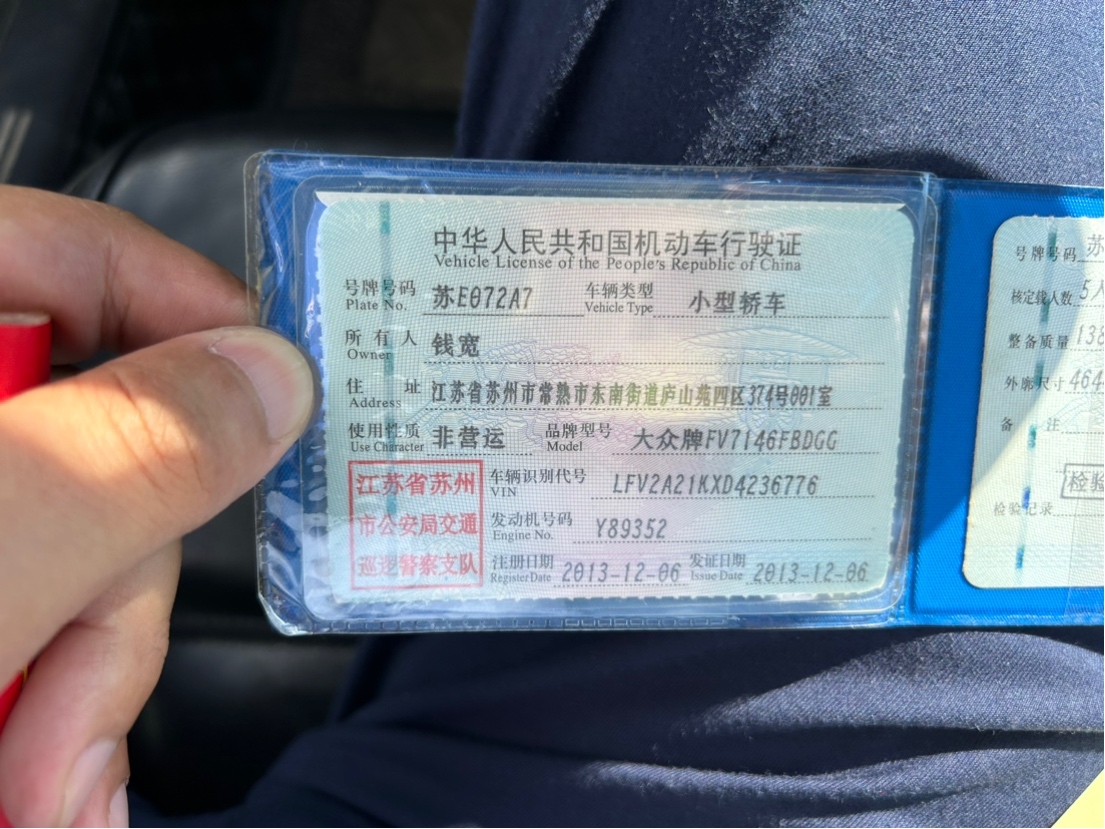 中华人民共和国机动车行驶证
Vehicle License of the People's Republic of China
号牌号码 苏E072A7 车辆类型 小型轿车
Plate No. Vehicle Type
所有人 钱宽
Owner
住址 江苏省苏州市常熟市东南街道庐山苑四区374号001室
Address
使用性质 非营运 品牌型号 大众牌FV7146FBDGG
Use Character Model
江苏省苏州
市公安局交通
巡逻警察支队
车辆识别代号 LFV2A21KXD4236776
VIN
发动机号码 Y89352
Engine No.
注册日期 2013-12-06 发证日期 2013-12-06
Register Date Issue Date
号牌号码 苏
核定载人数 5人
整备质量 138
外廓尺寸 464
备注
检验
检验记录